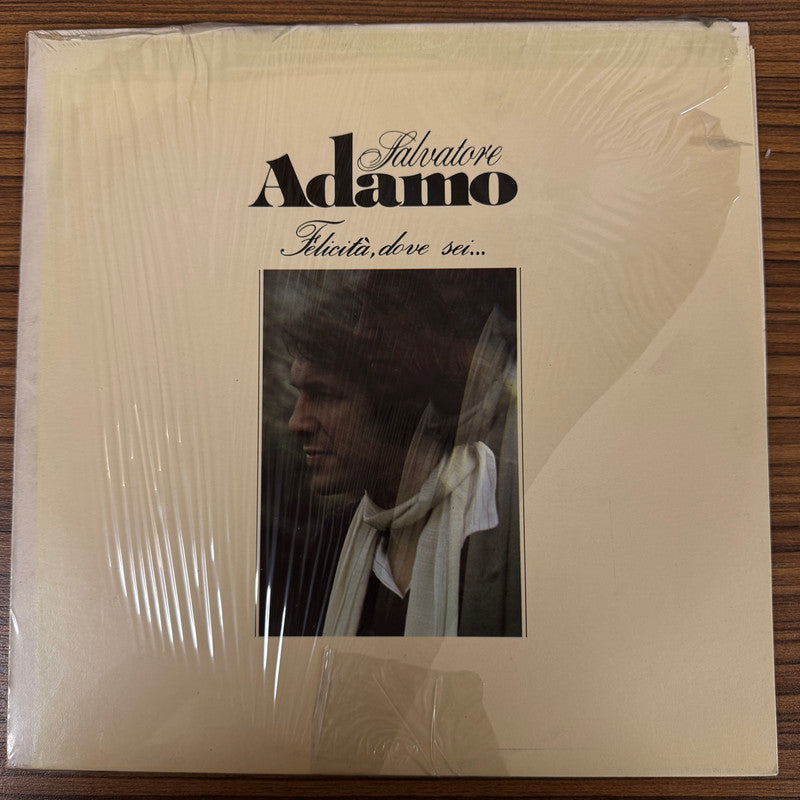 Salvatore
Adamo
Felicità, dove sei...